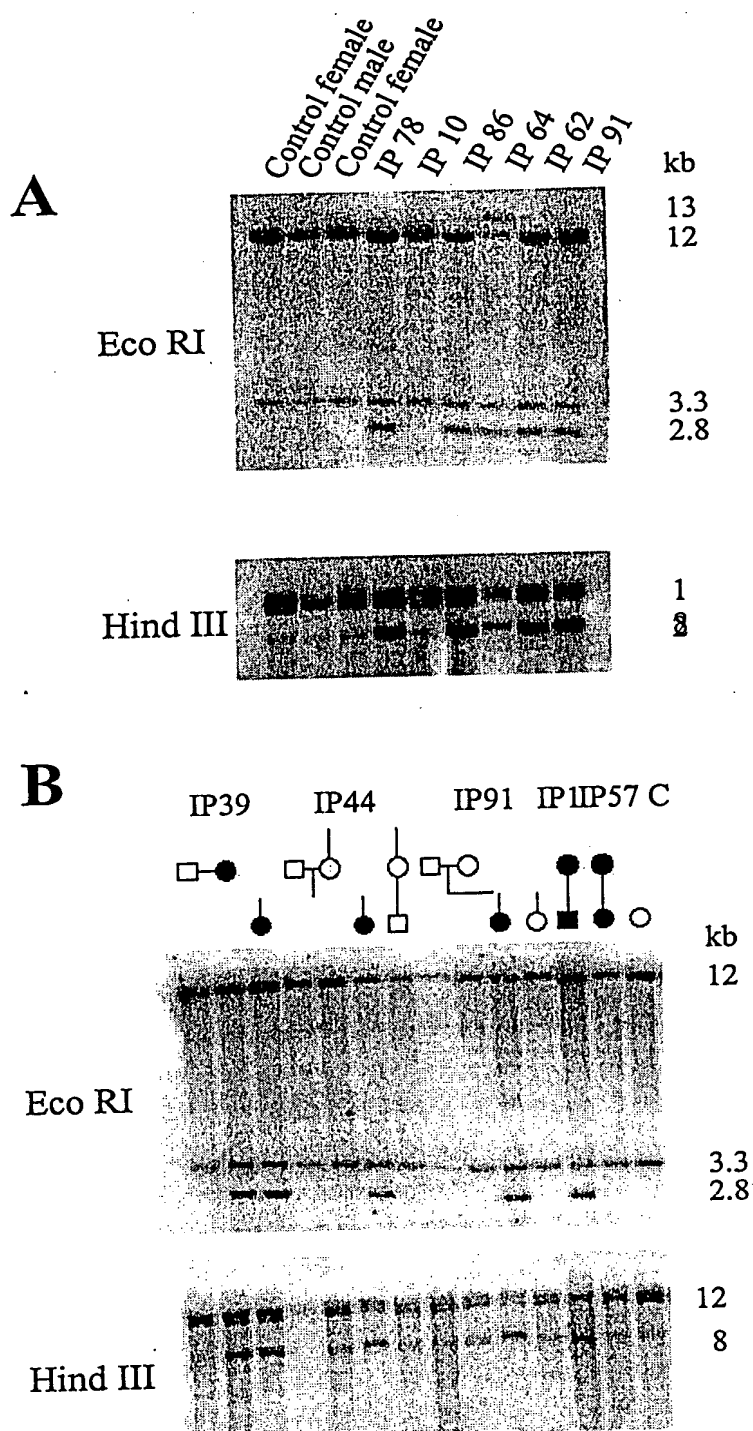 Control female
Control male
Control female
IP 78
IP 10
IP 86
IP 64
IP 62
IP 91
kb
A
13
12
Eco RI
3.3
2.8
Hind III
1
B
IP39
IP44
IP91
IP1
IP57
C
kb
12
Eco RI
3.3
2.8
12
8
Hind III